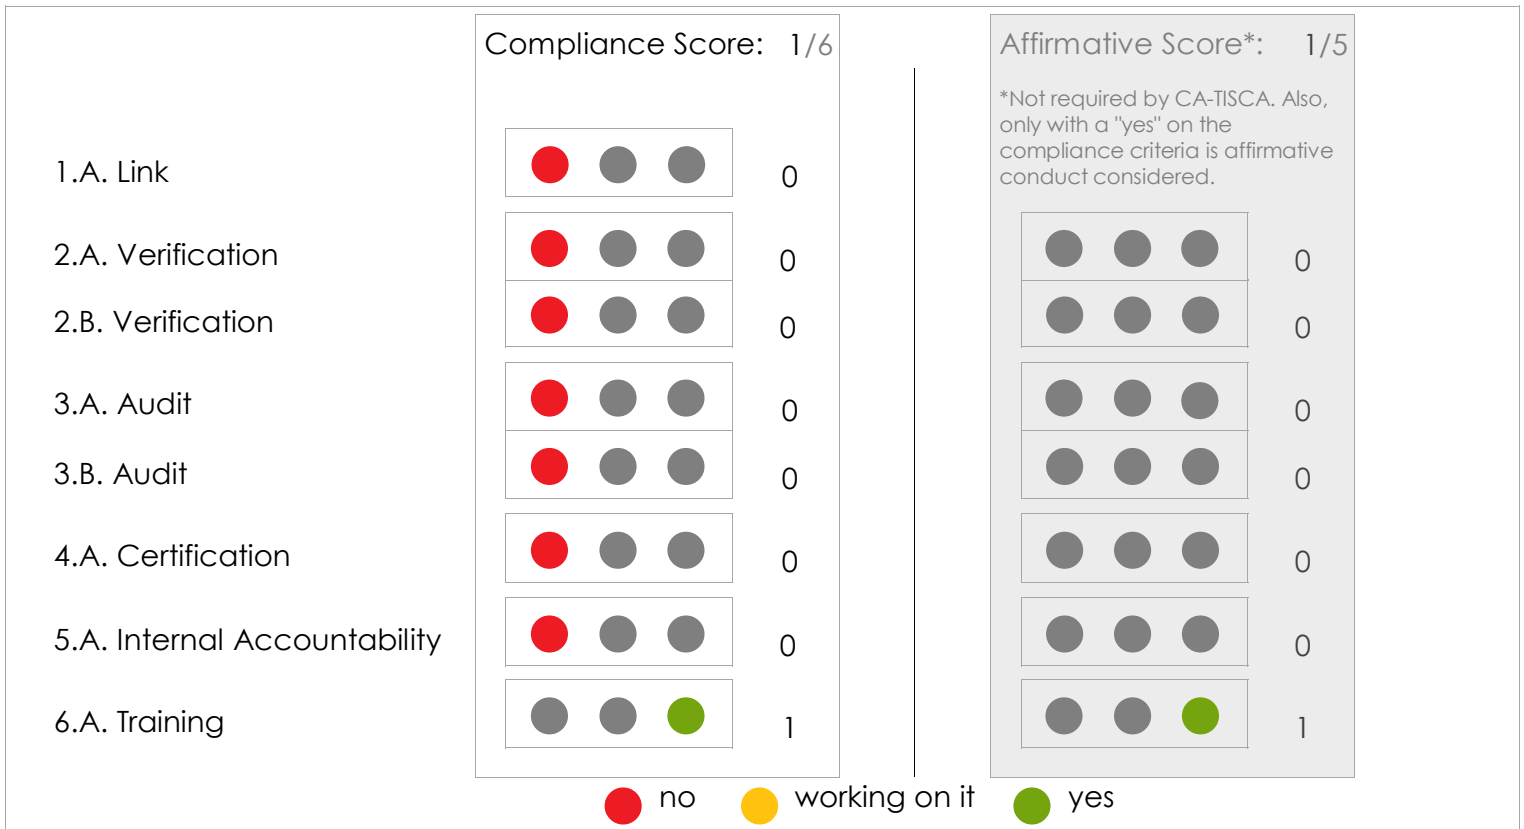 Compliance Score: 1/6
Affirmative Score*: 1/5
*Not required by CA-TISCA. Also,
only with a "yes" on the
compliance criteria is affirmative
conduct considered.
1.A. Link 0
2.A. Verification 0 0
2.B. Verification 0 0
3.A. Audit 0 0
3.B. Audit 0 0
4.A. Certification 0 0
5.A. Internal Accountability 0 0
6.A. Training 1 1
no working on it yes